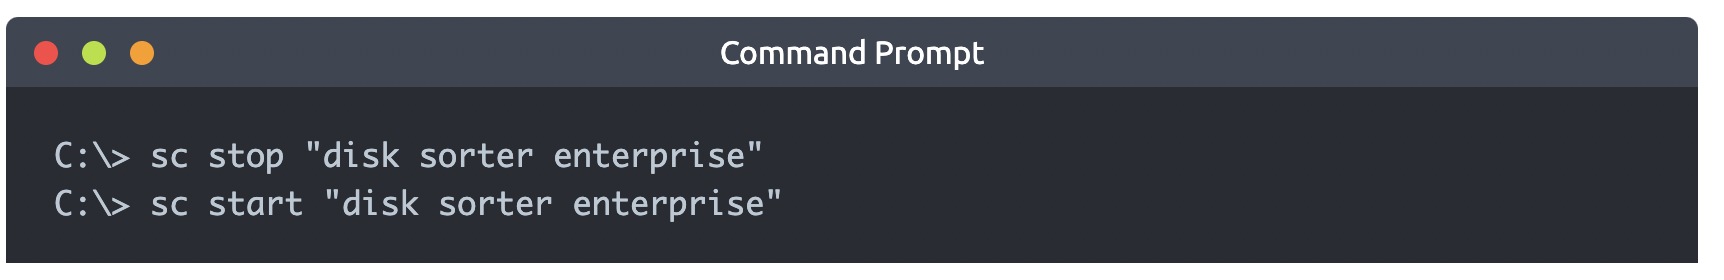 Command Prompt
C:\> sc stop "disk sorter enterprise"
C:\> sc start "disk sorter enterprise"